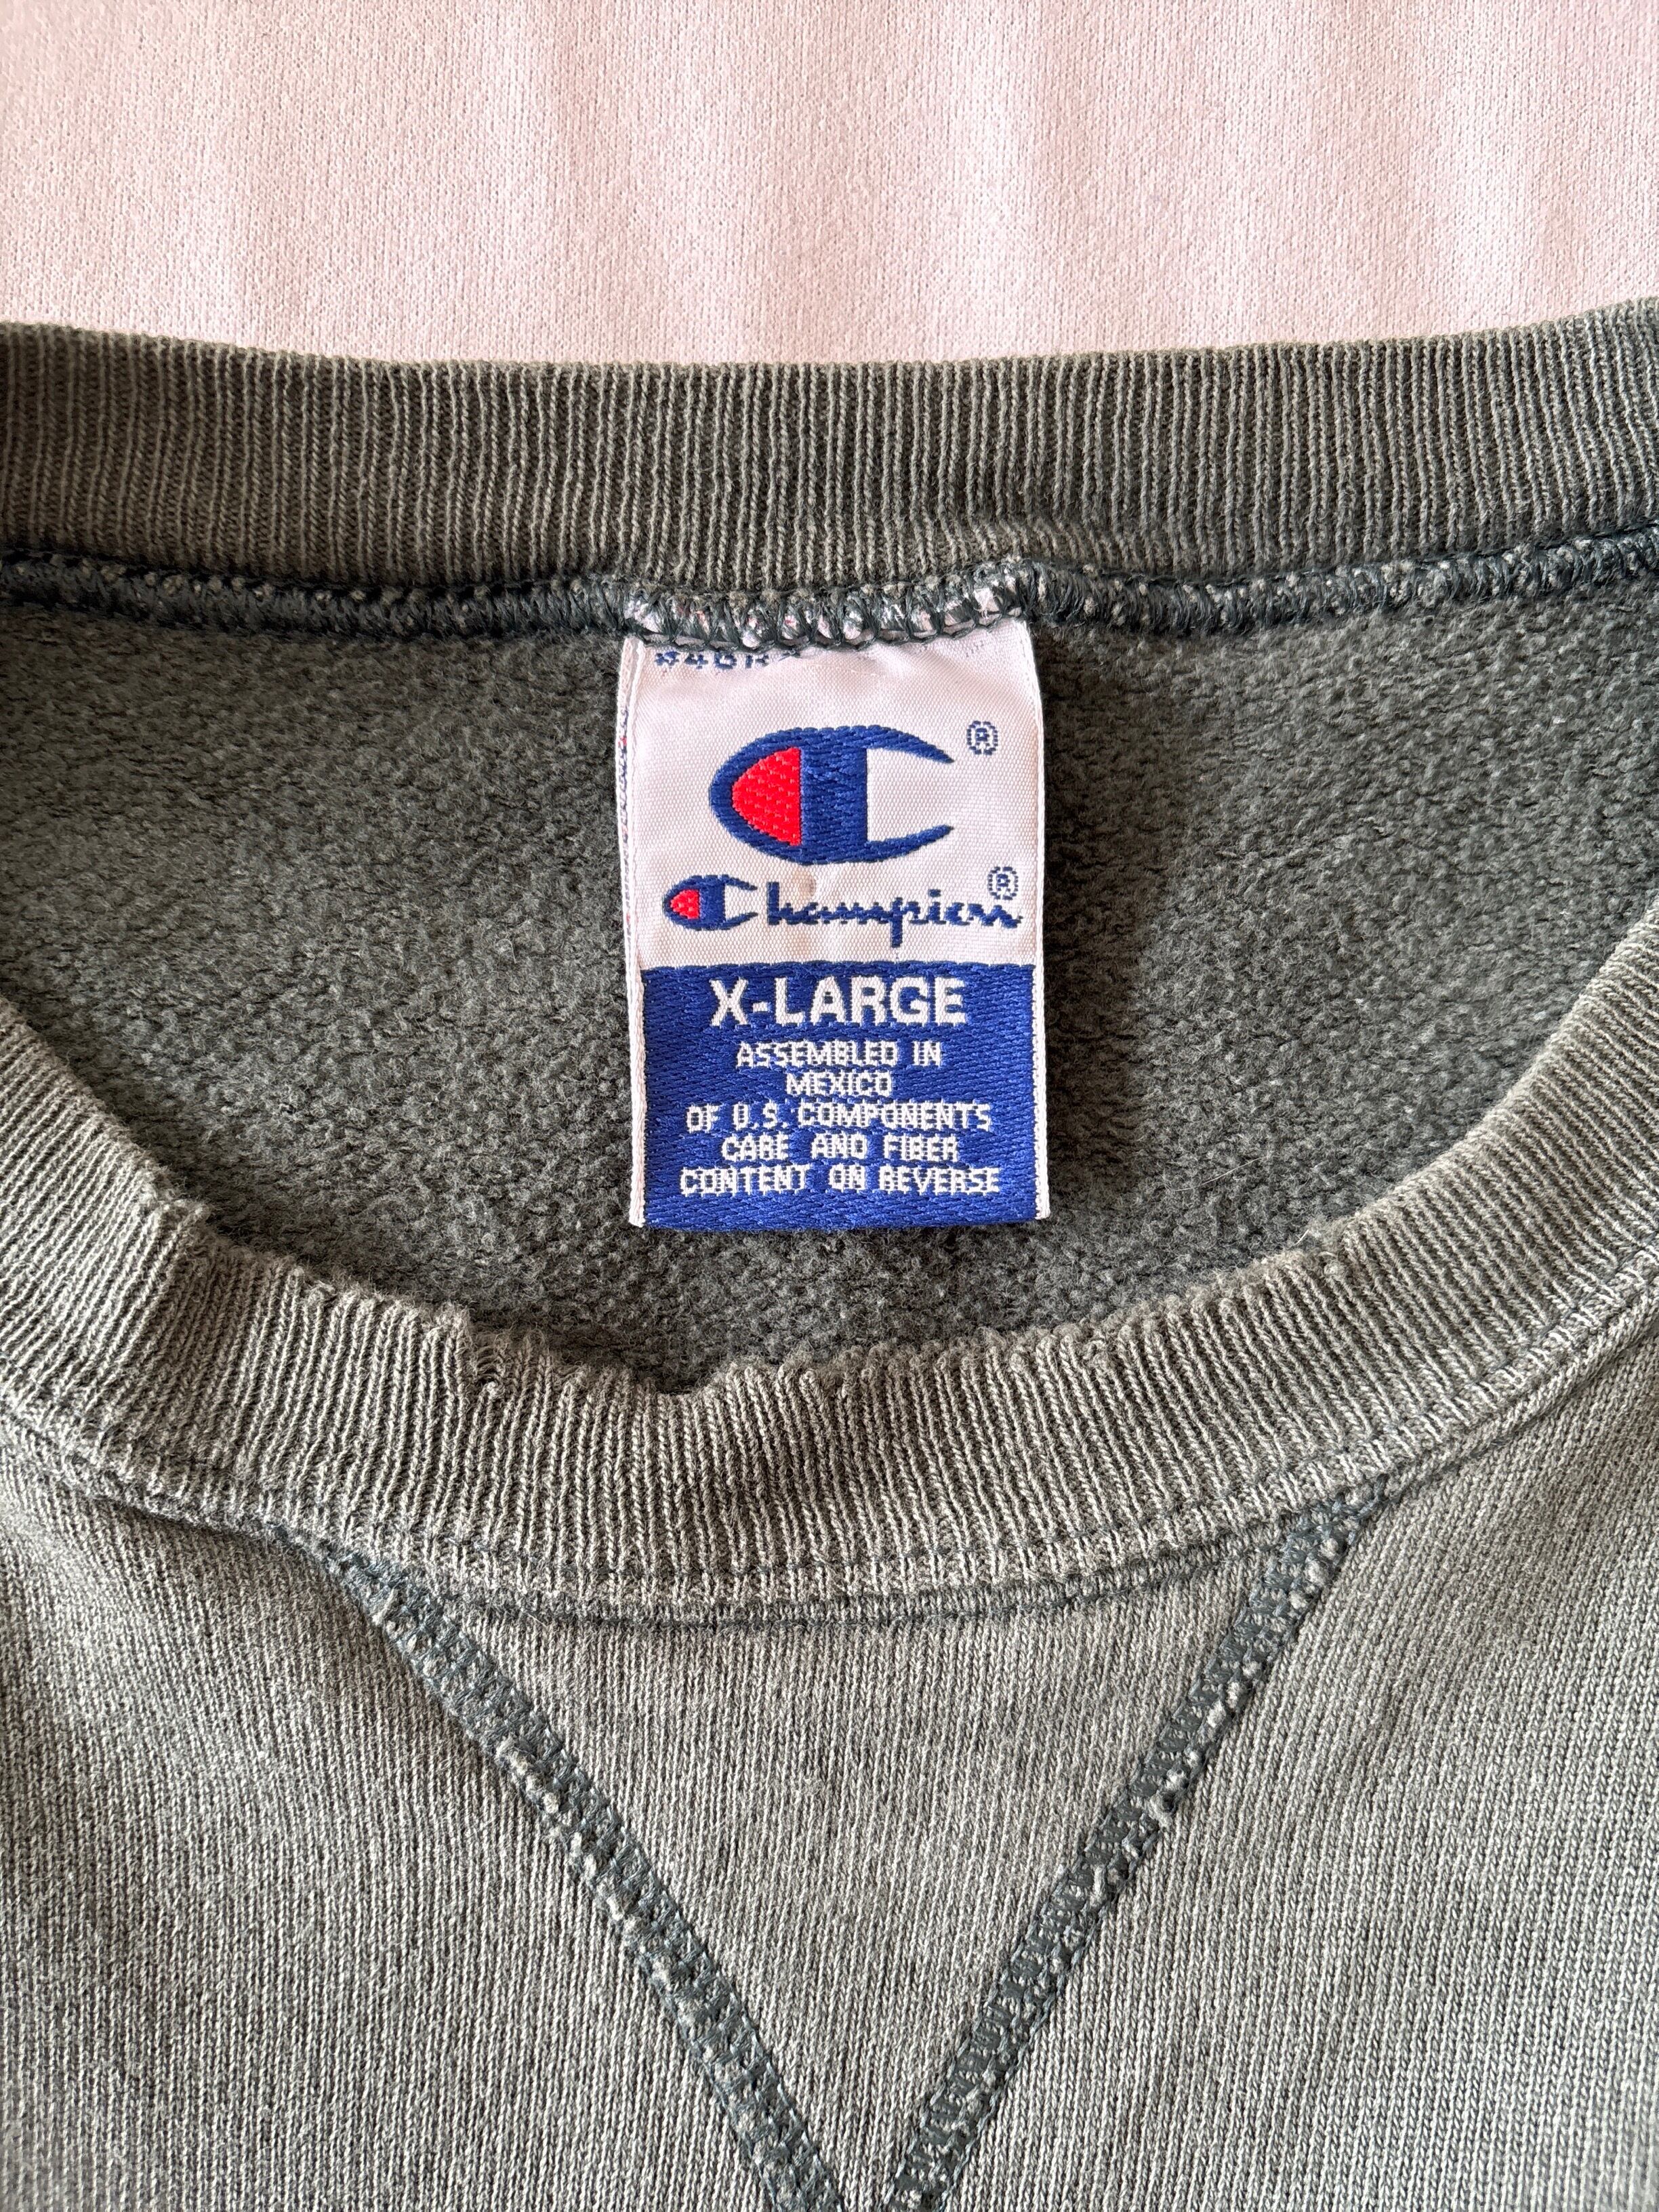 ®
Champion®
X-LARGE
ASSEMBLED IN
MEXICO
OF U.S. COMPONENTS
CARE AND FIBER
CONTENT ON REVERSE